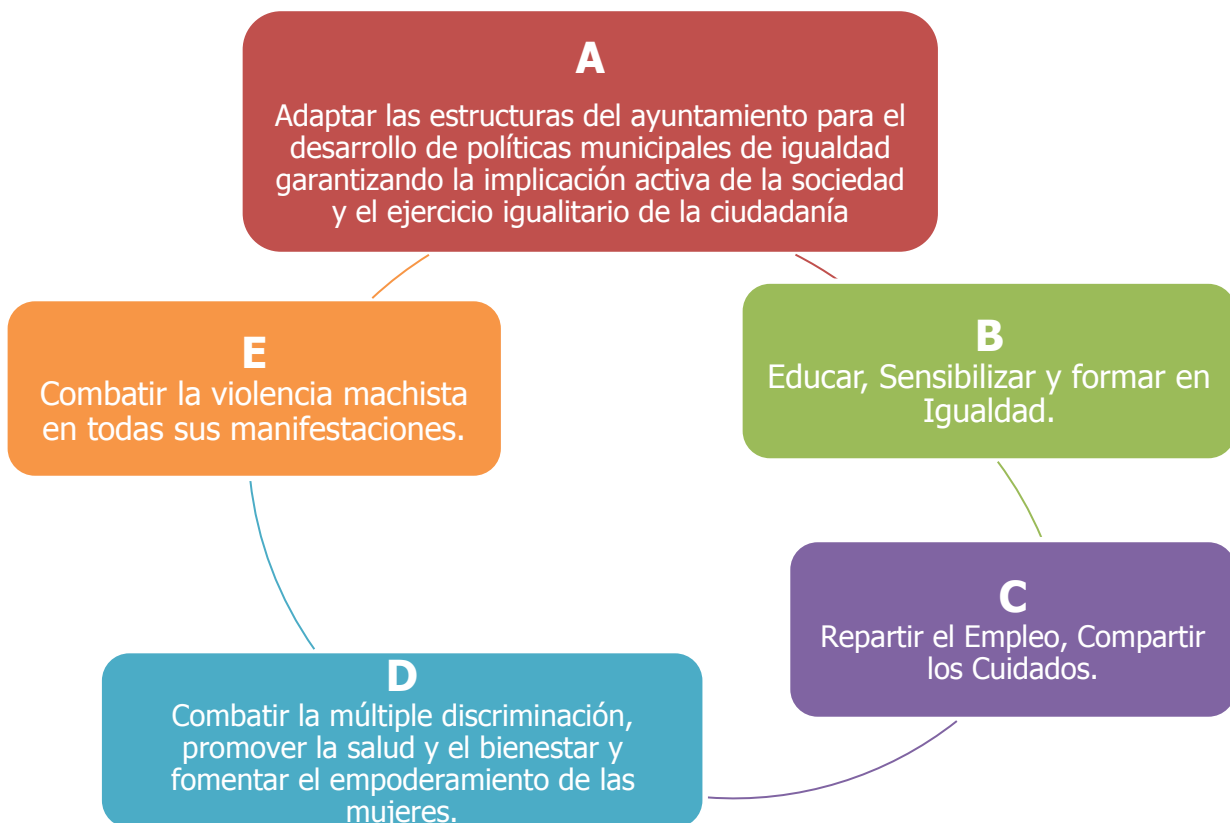 A
Adaptar las estructuras del ayuntamiento para el
desarrollo de políticas municipales de igualdad
garantizando la implicación activa de la sociedad
y el ejercicio igualitario de la ciudadanía
B
Educar, Sensibilizar y formar en
Igualdad.
C
Repartir el Empleo, Compartir
los Cuidados.
D
Combatir la múltiple discriminación,
promover la salud y el bienestar y
fomentar el empoderamiento de las
mujeres.
E
Combatir la violencia machista
en todas sus manifestaciones.